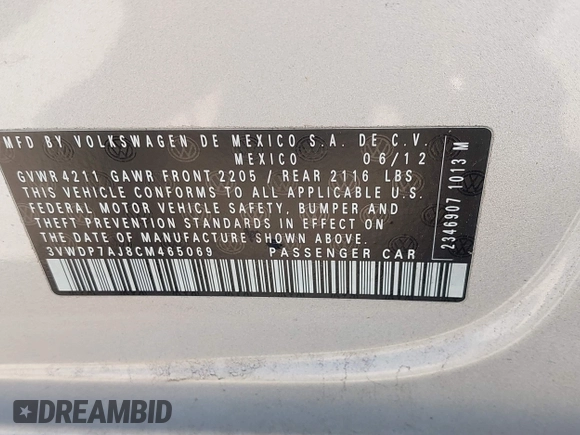 MFD BY VOLKSWAGEN DE MEXICO S.A. DE C.V.
MEXICO 06/12
GVWR 4211 GAWR FRONT 2205 / REAR 2116 LBS
THIS VEHICLE CONFORMS TO ALL APPLICABLE U.S.
FEDERAL MOTOR VEHICLE SAFETY, BUMPER AND
THEFT PREVENTION STANDARDS IN EFFECT ON
THE DATE OF MANUFACTURE SHOWN ABOVE.
3VWDP7AJ8CM465069 PASSENGER CAR
2346907 1013 M
DREAMBID